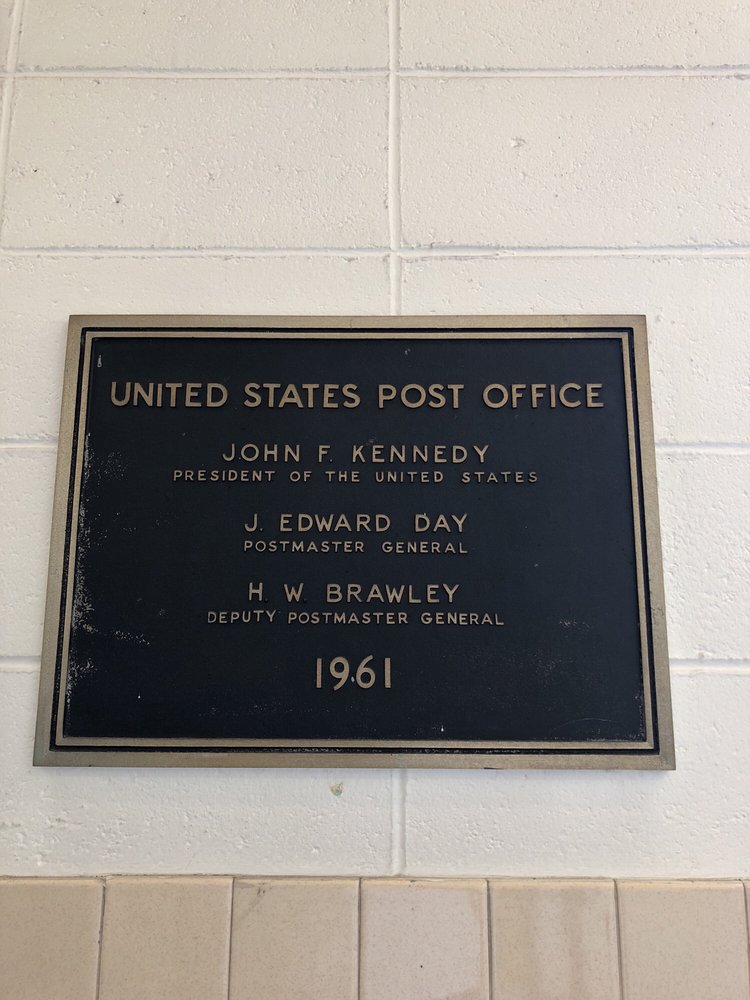 UNITED STATES POST OFFICE
JOHN F. KENNEDY
PRESIDENT OF THE UNITED STATES
J. EDWARD DAY
POSTMASTER GENERAL
H. W. BRAWLEY
DEPUTY POSTMASTER GENERAL
1961